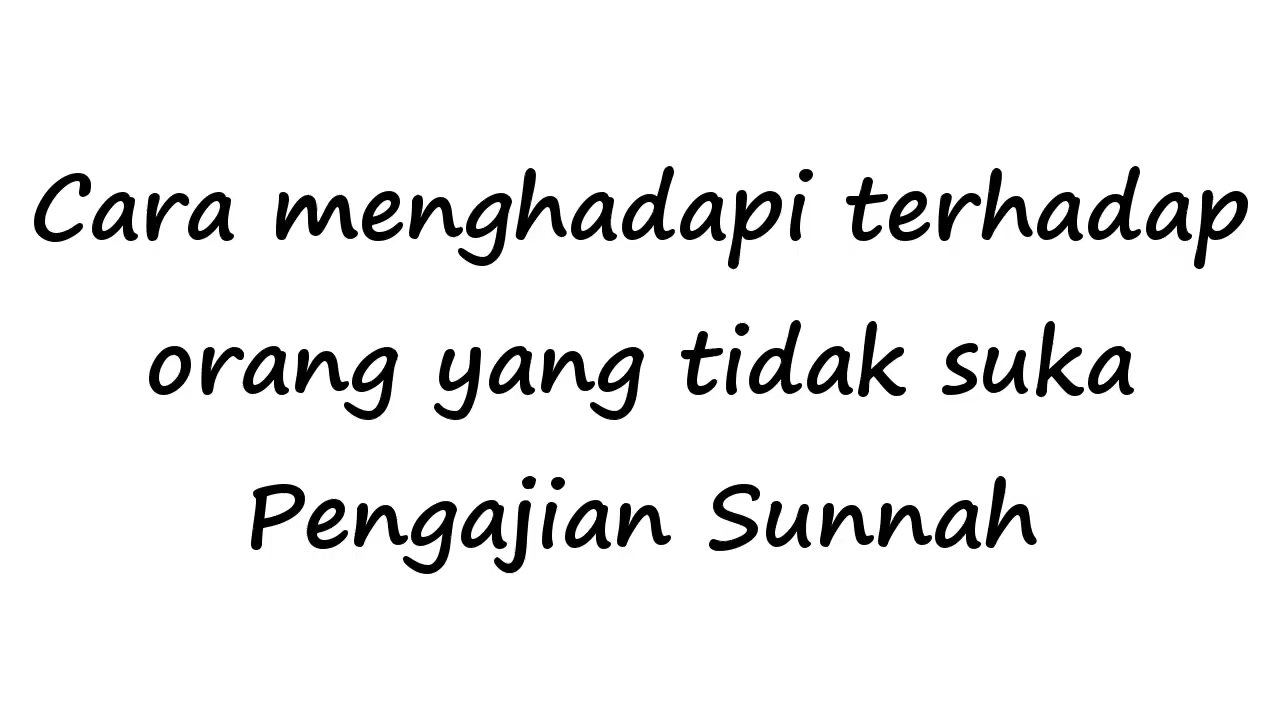 Cara menghadapi terhadap
orang yang tidak suka
Pengajian Sunnah